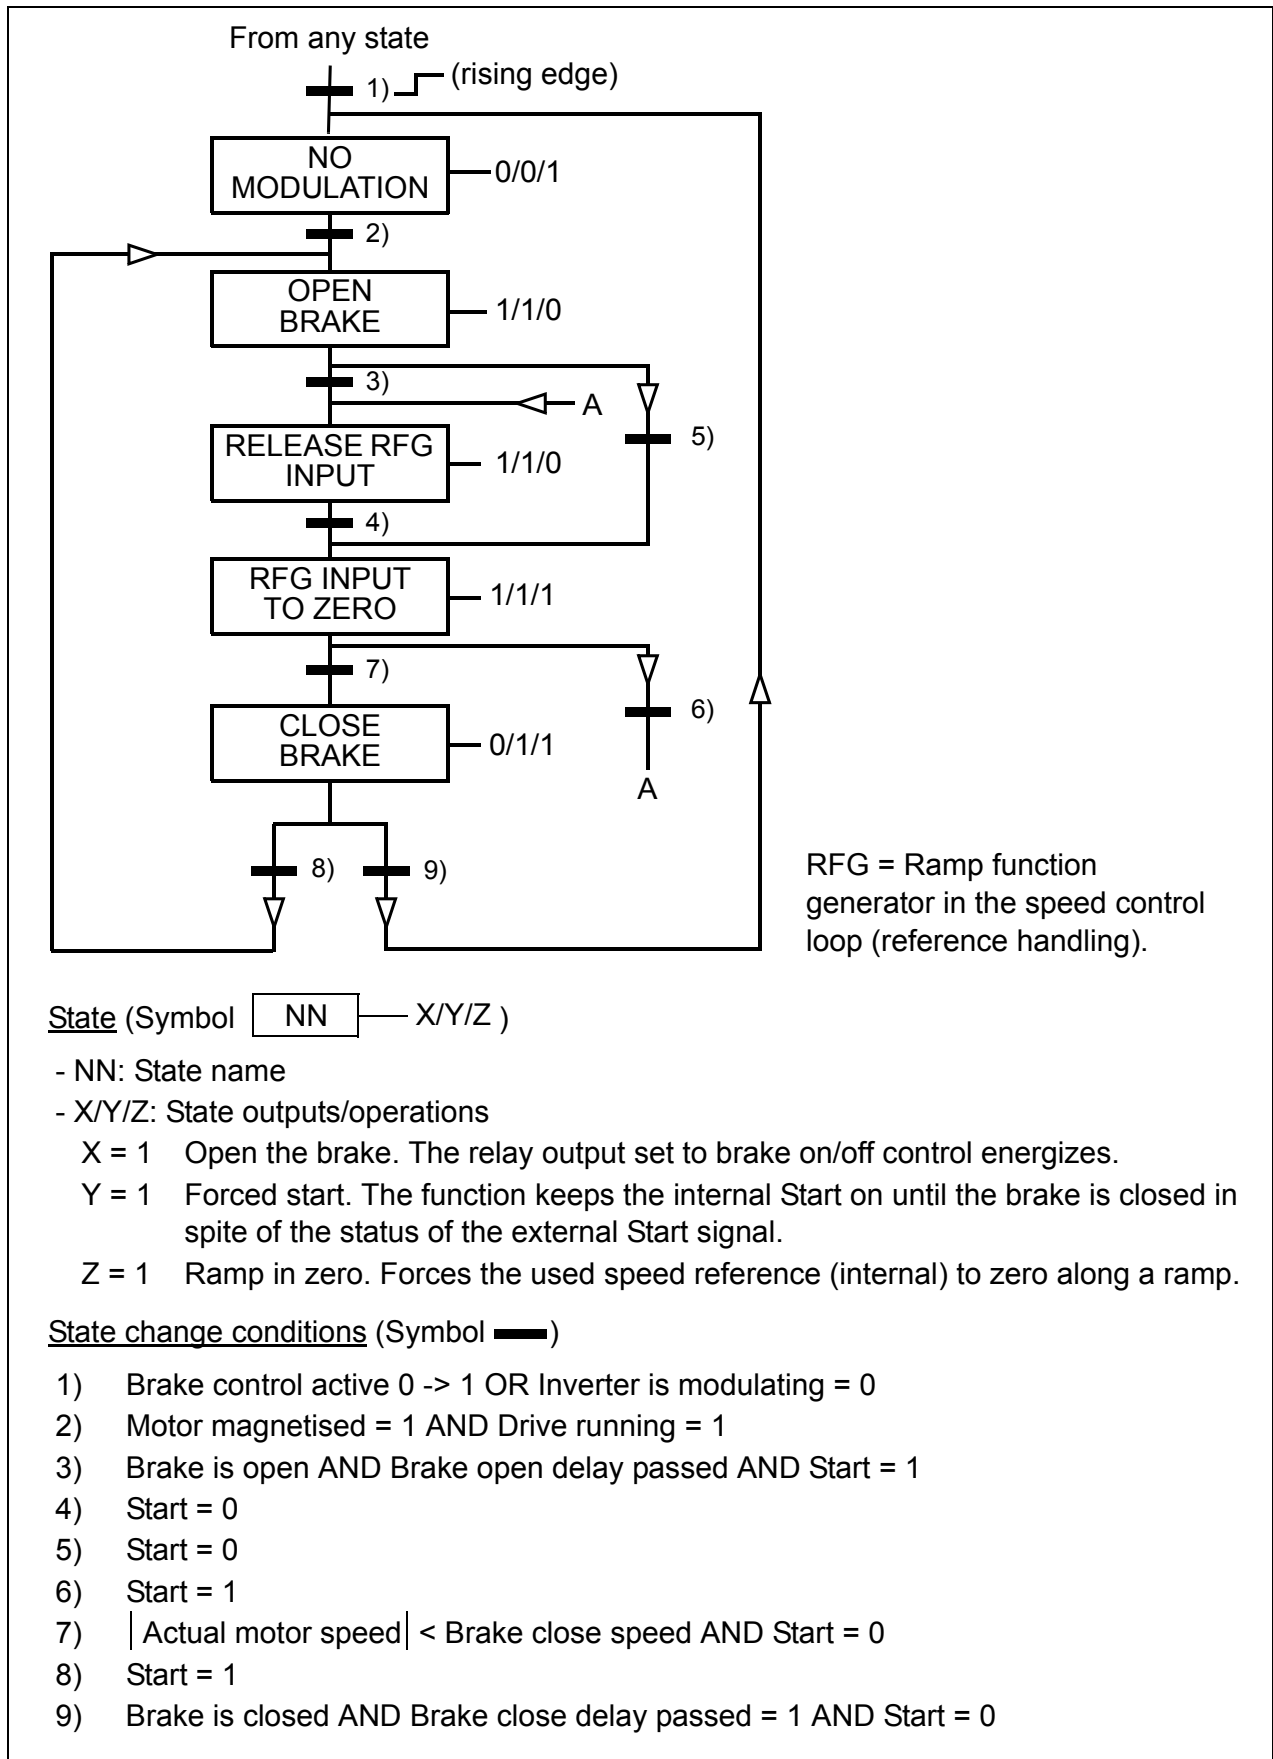 From any state
1) (rising edge)
NO
MODULATION
0/0/1
2)
OPEN
BRAKE
1/1/0
3)
A
5)
RELEASE RFG
INPUT
1/1/0
4)
RFG INPUT
TO ZERO
1/1/1
7)
6)
CLOSE
BRAKE
0/1/1
A
8)
9)
RFG = Ramp function
generator in the speed control
loop (reference handling).
State (Symbol NN X/Y/Z )
- NN: State name
- X/Y/Z: State outputs/operations
X = 1 Open the brake. The relay output set to brake on/off control energizes.
Y = 1 Forced start. The function keeps the internal Start on until the brake is closed in
spite of the status of the external Start signal.
Z = 1 Ramp in zero. Forces the used speed reference (internal) to zero along a ramp.
State change conditions (Symbol )
1) Brake control active 0 -> 1 OR Inverter is modulating = 0
2) Motor magnetised = 1 AND Drive running = 1
3) Brake is open AND Brake open delay passed AND Start = 1
4) Start = 0
5) Start = 0
6) Start = 1
7) | Actual motor speed| < Brake close speed AND Start = 0
8) Start = 1
9) Brake is closed AND Brake close delay passed = 1 AND Start = 0